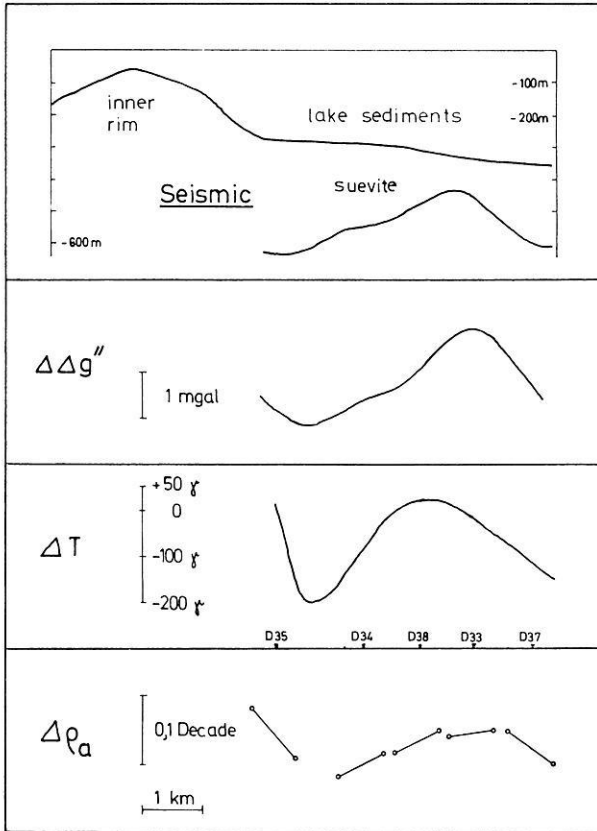 inner
rim
lake sediments
-100m
-200m
Seismic
suevite
-600m
ΔΔg"
1 mgal
ΔT
+50 γ
0
-100 γ
-200 γ
D35 D34 D38 D33 D37
Δρa
0,1 Decade
1 km